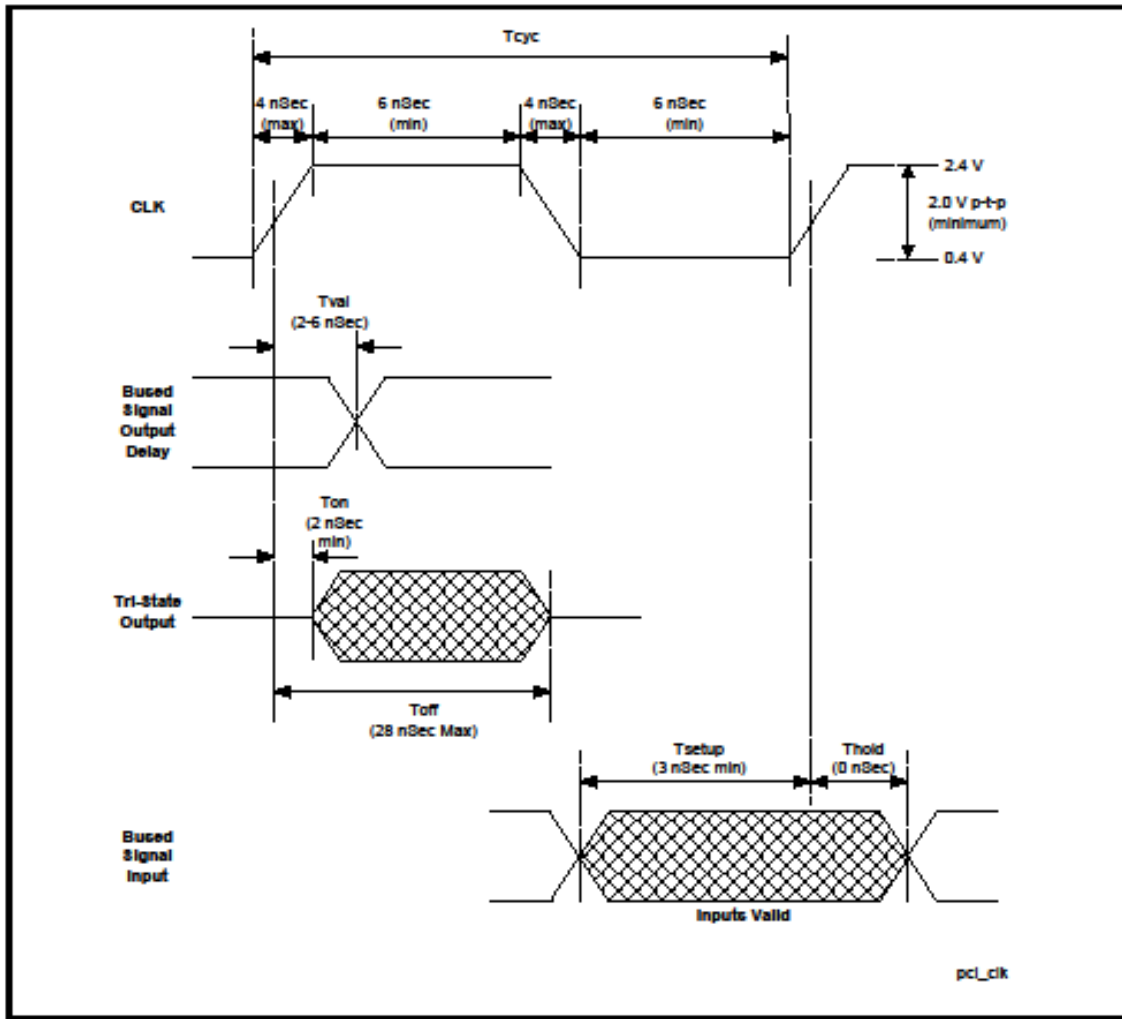 Tcyc
4 nSec
(max)
6 nSec
(min)
4 nSec
(max)
6 nSec
(min)
CLK
2.4 V
2.0 V p-t-p
(minimum)
0.4 V
Tval
(2-6 nSec)
Bused
Signal
Output
Delay
Ton
(2 nSec
min)
Tri-State
Output
Toff
(28 nSec Max)
Tsetup
(3 nSec min)
Thold
(0 nSec)
Bused
Signal
Input
Inputs Valid
pci_clk